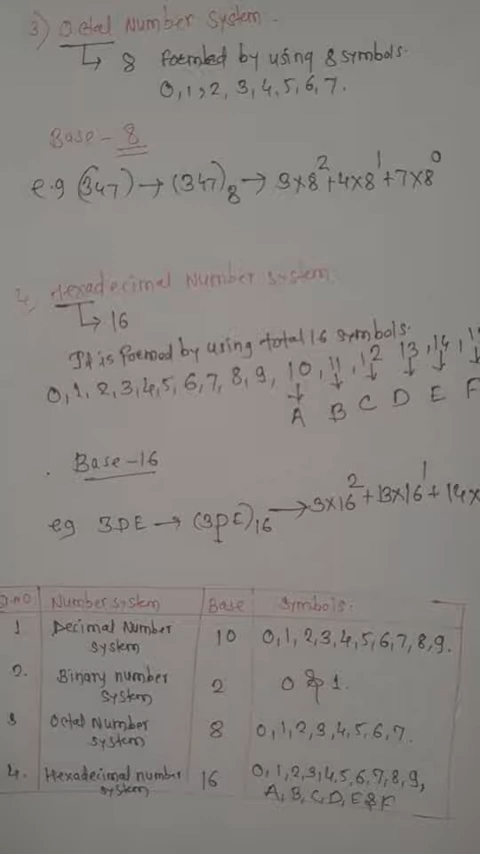 3) Octal Number System.
↳ 8 formed by using 8 symbols.
0,1,2,3,4,5,6,7.
Base - 8
e.g (347) → (347)₈ → 3×8²+4×8¹+7×8⁰
4, Hexadecimal Number System.
↳ 16
It is formed by using total 16 symbols.
0,1,2,3,4,5,6,7,8,9, 10, 11, 12, 13, 14, 1
↓ ↓ ↓ ↓ ↓
A B C D E F
Base - 16
eg 3DE → (3DE)₁₆ → 3×16²+13×16¹+14×
S.no. Number system Base Symbols.
1 Decimal Number system 10 0,1,2,3,4,5,6,7,8,9.
2. Binary number system 2 0 & 1.
3 Octal Number system 8 0,1,2,3,4,5,6,7.
4. Hexadecimal number system 16 0,1,2,3,4,5,6,7,8,9,
A,B,C,D,E & F